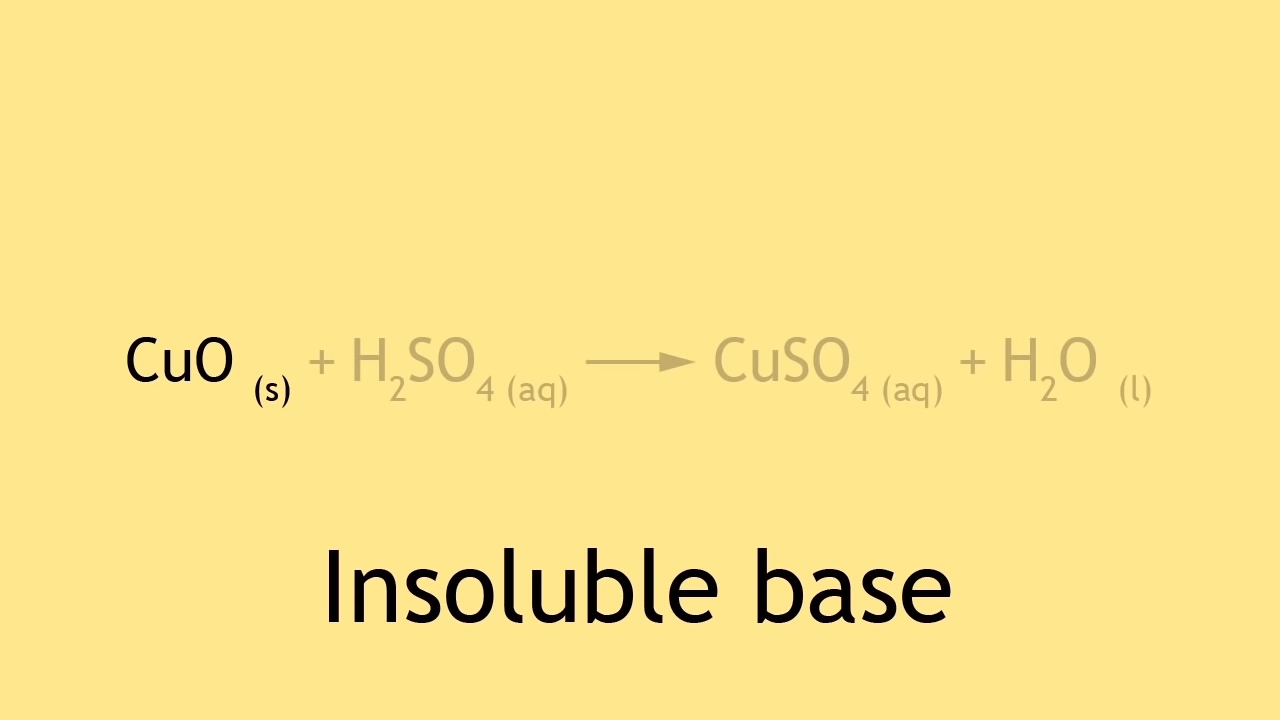 CuO (s) + H₂SO₄ (aq) ⟶ CuSO₄ (aq) + H₂O (l)
Insoluble base